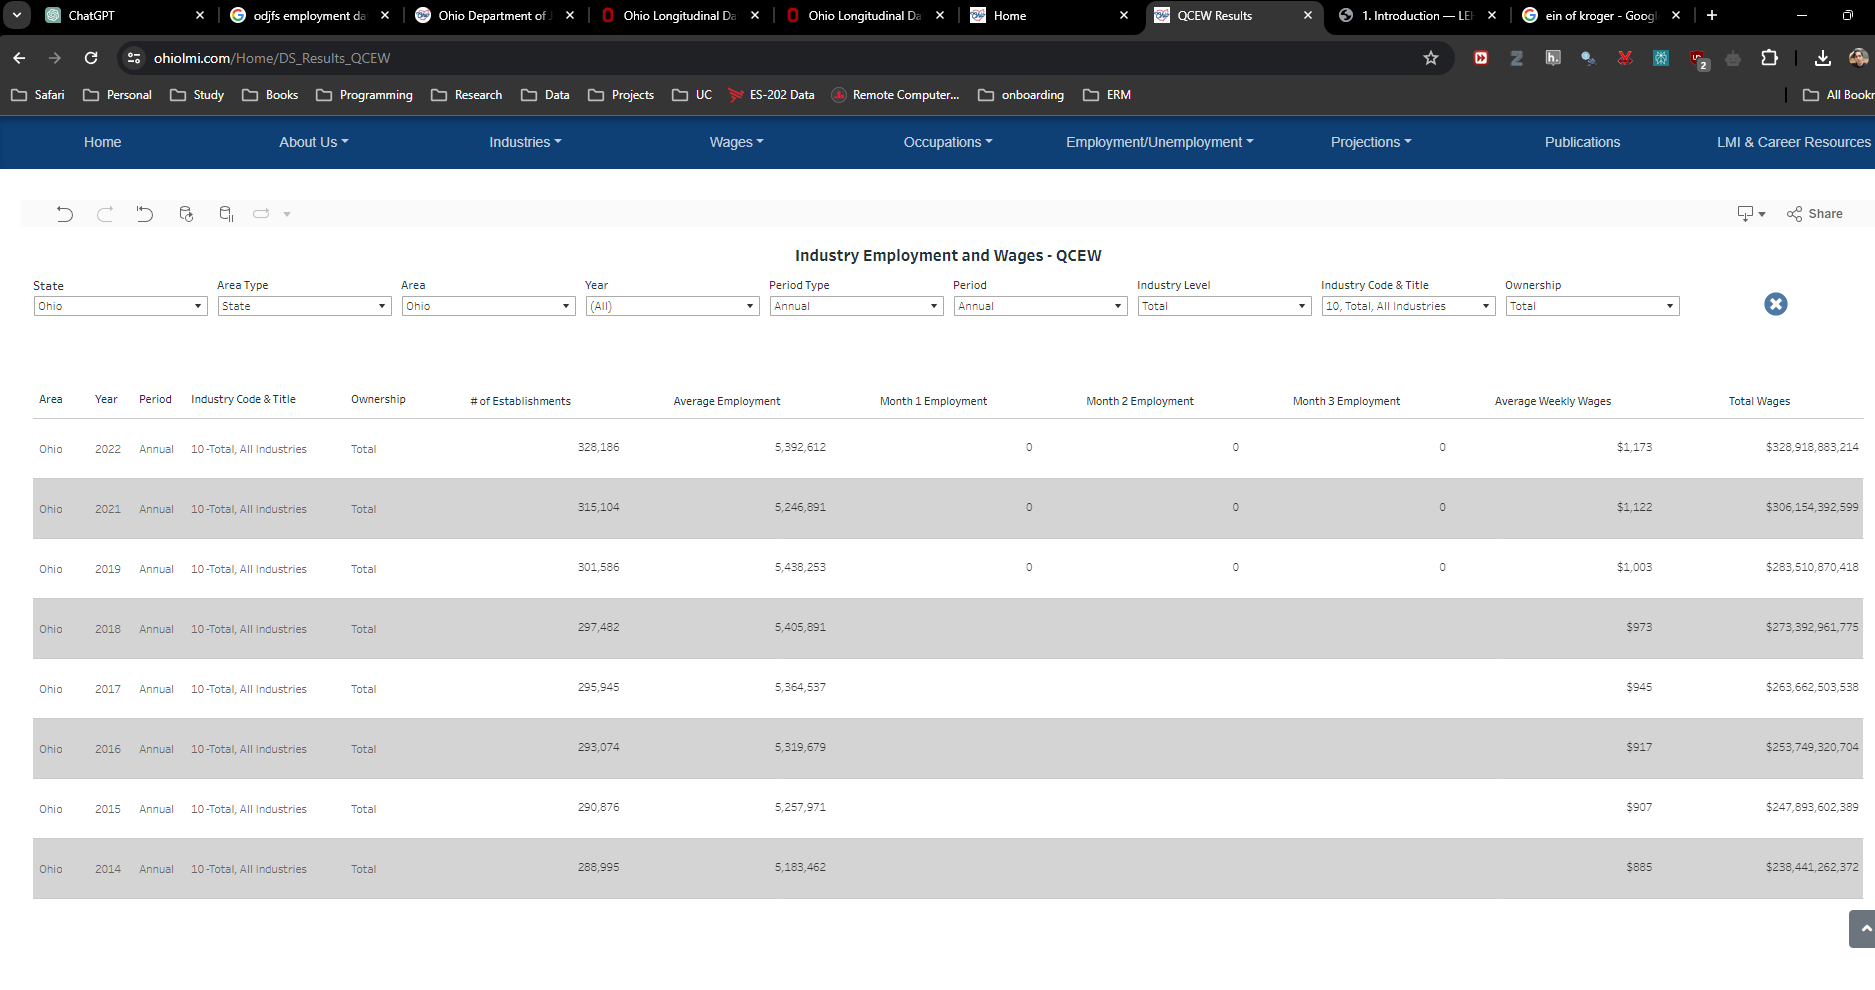 ChatGPT
odjfs employment da
Ohio Department of J
Ohio Longitudinal Da
Ohio Longitudinal Da
Home
QCEW Results
1. Introduction — LEH
ein of kroger - Googl
ohiolmi.com/Home/DS_Results_QCEW
2
Safari Personal Study Books Programming Research Data Projects UC ES-202 Data Remote Computer... onboarding ERM All Bookr
Home About Us Industries Wages Occupations Employment/Unemployment Projections Publications LMI & Career Resources
Share
Industry Employment and Wages - QCEW
State Area Type Area Year Period Type Period Industry Level Industry Code & Title Ownership
Ohio State Ohio (All) Annual Annual Total 10, Total, All Industries Total
Area Year Period Industry Code & Title Ownership # of Establishments Average Employment Month 1 Employment Month 2 Employment Month 3 Employment Average Weekly Wages Total Wages
Ohio 2022 Annual 10-Total, All Industries Total 328,186 5,392,612 0 0 0 $1,173 $328,918,883,214
Ohio 2021 Annual 10-Total, All Industries Total 315,104 5,246,891 0 0 0 $1,122 $306,154,392,599
Ohio 2019 Annual 10-Total, All Industries Total 301,586 5,438,253 0 0 0 $1,003 $283,510,870,418
Ohio 2018 Annual 10-Total, All Industries Total 297,482 5,405,891 $973 $273,392,961,775
Ohio 2017 Annual 10-Total, All Industries Total 295,945 5,364,537 $945 $263,662,503,538
Ohio 2016 Annual 10-Total, All Industries Total 293,074 5,319,679 $917 $253,749,320,704
Ohio 2015 Annual 10-Total, All Industries Total 290,876 5,257,971 $907 $247,893,602,389
Ohio 2014 Annual 10-Total, All Industries Total 288,995 5,183,462 $885 $238,441,262,372